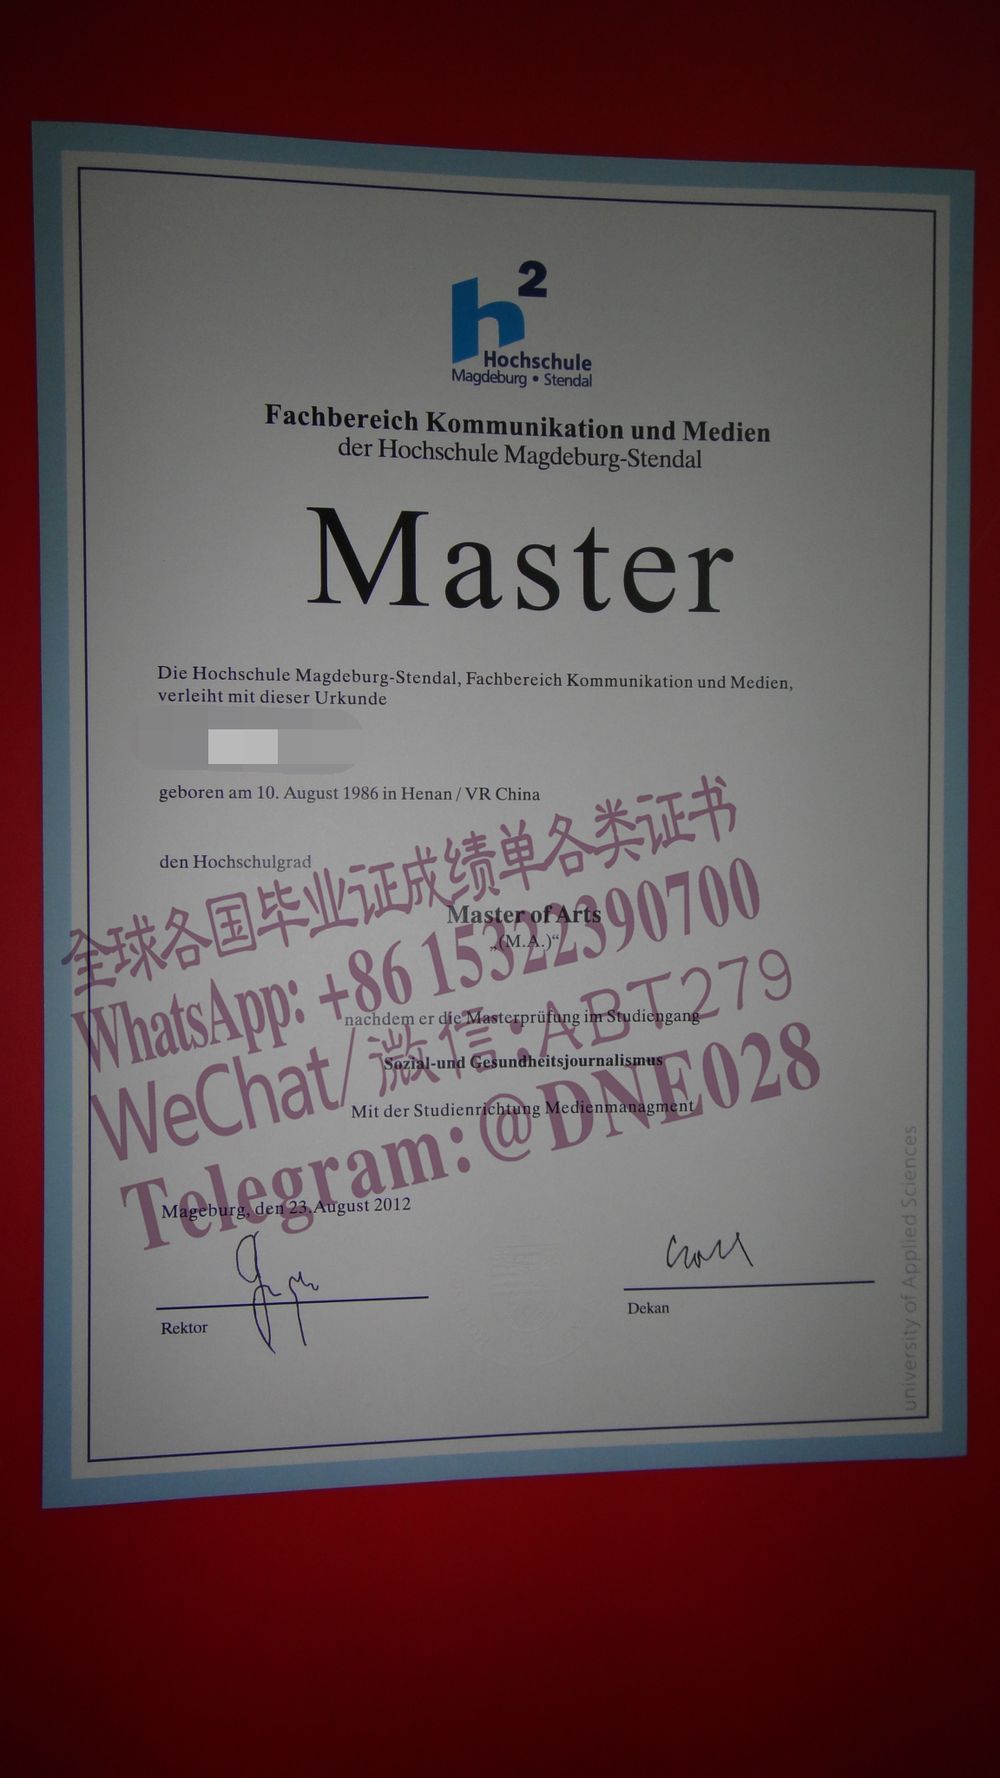 h2
Hochschule
Magdeburg • Stendal
Fachbereich Kommunikation und Medien
der Hochschule Magdeburg-Stendal
Master
Die Hochschule Magdeburg-Stendal, Fachbereich Kommunikation und Medien,
verleiht mit dieser Urkunde
geboren am 10. August 1986 in Henan / VR China
den Hochschulgrad
全球各国毕业证成绩单各类证书
Master of Arts
„(M.A.)“
WhatsApp: +86 15322390700
nachdem er die Masterprüfung im Studiengang
WeChat/微信:ABT279
Sozial-und Gesundheitsjournalismus
Mit der Studienrichtung Medienmanagment
Telegram:@DNE028
Mageburg, den 23.August 2012
Rektor
Dekan
university of Applied Sciences